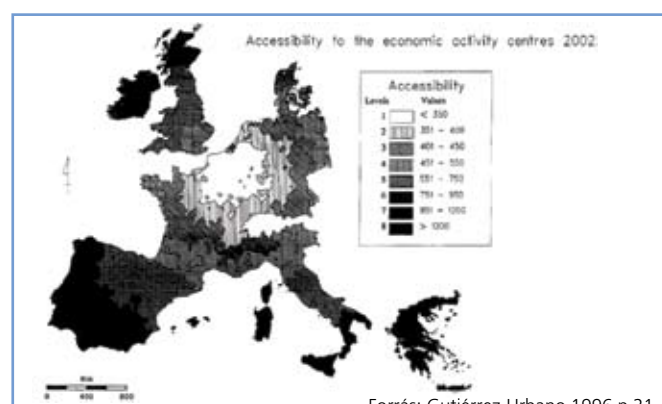 Accessibility to the economic activity centres 2002
Accessibility
Levels Values
1 < 350
2 351 - 400
3 401 - 450
4 451 - 550
5 551 - 750
6 751 - 950
7 - 1200
8 > 1200
Km
0 400 800
Forrás: Gutiérrez Urbano 1996 p 21